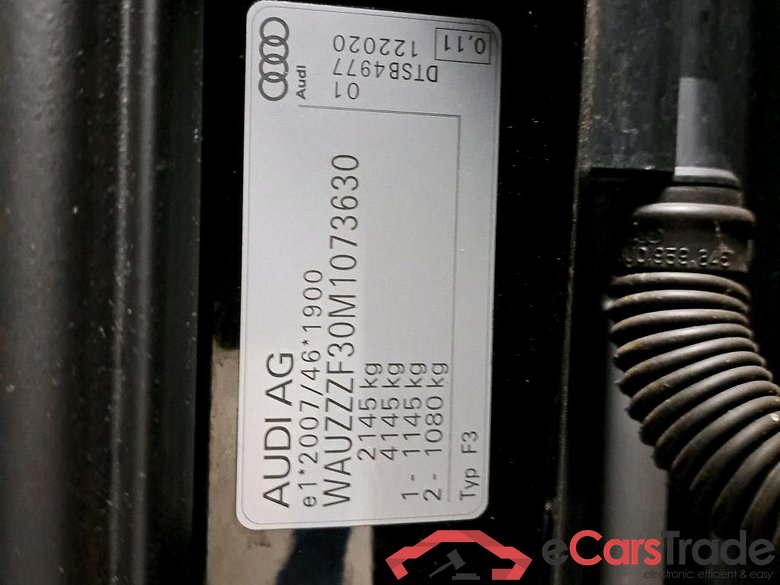 AUDI AG
e1*2007/46*1900
WAUZZZF30M1073630
2145 kg
4145 kg
1 - 1145 kg
2 - 1080 kg
Typ F3
Audi
01
DTSB4977
122020
0,11
eCarsTrade
electronic, efficient & easy